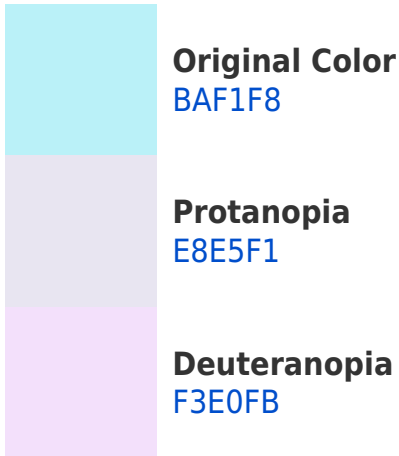 Original Color
BAF1F8
Protanopia
E8E5F1
Deuteranopia
F3E0FB